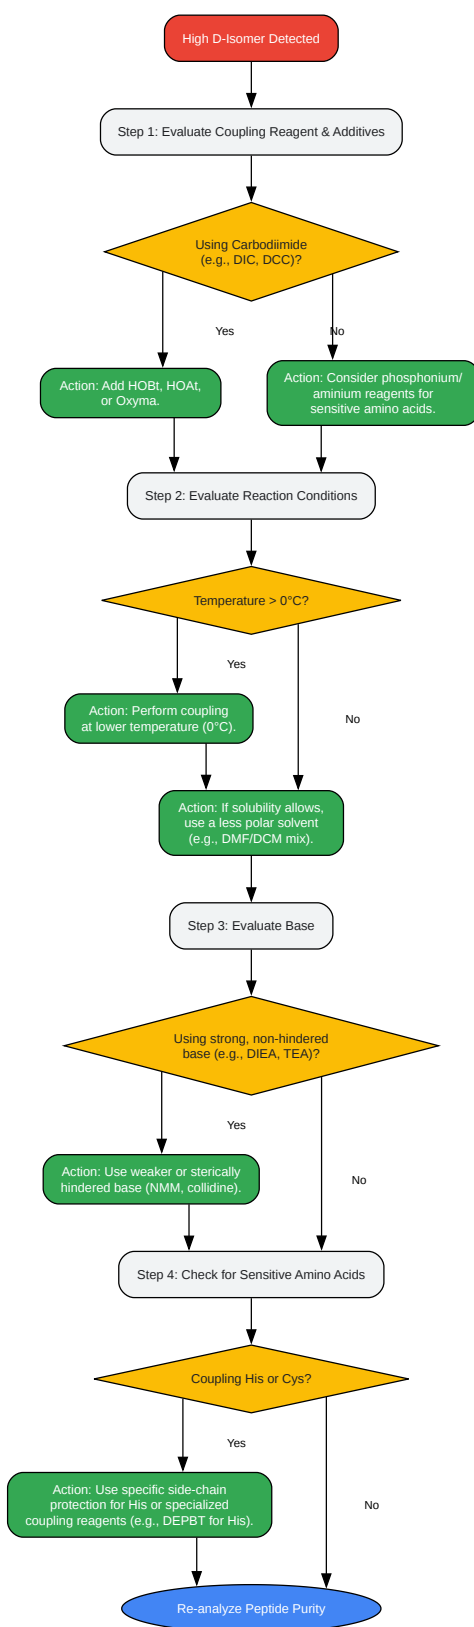 High D-Isomer Detected
Step 1: Evaluate Coupling Reagent & Additives
Using Carbodiimide
(e.g., DIC, DCC)?
Yes
No
Action: Add HOBt, HOAt,
or Oxyma.
Action: Consider phosphonium/
aminium reagents for
sensitive amino acids.
Step 2: Evaluate Reaction Conditions
Temperature > 0°C?
Yes
Action: Perform coupling
at lower temperature (0°C).
No
Action: If solubility allows,
use a less polar solvent
(e.g., DMF/DCM mix).
Step 3: Evaluate Base
Using strong, non-hindered
base (e.g., DIEA, TEA)?
Yes
Action: Use weaker or sterically
hindered base (NMM, collidine).
No
Step 4: Check for Sensitive Amino Acids
Coupling His or Cys?
Yes
Action: Use specific side-chain
protection for His or specialized
coupling reagents (e.g., DEPBT for His).
No
Re-analyze Peptide Purity